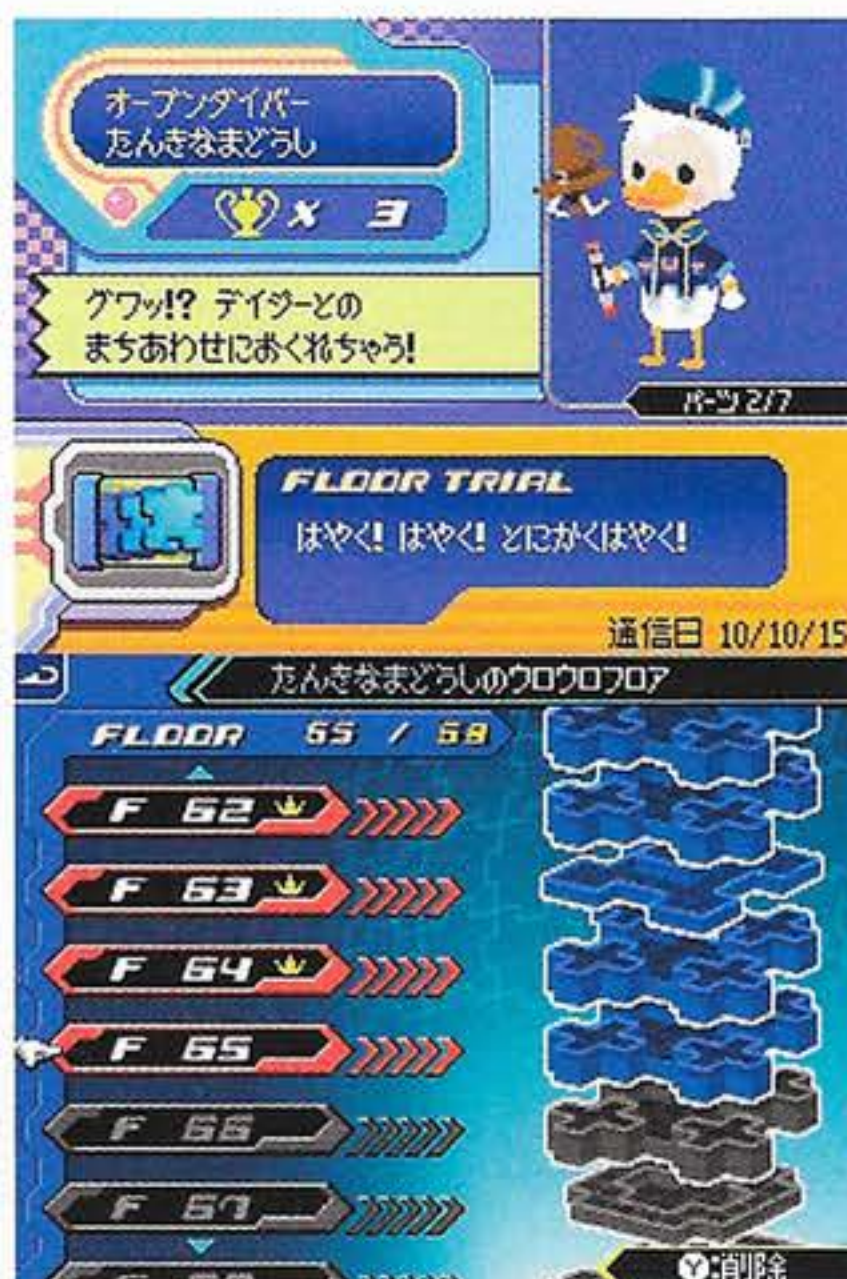 オープンダイバー
たんきなまどうし
x 3
グワッ!? デイジーとの
まちあわせにおくれちゃう!
パーツ 2/7
FLOOR TRIAL
はやく! はやく! とにかくはやく!
通信日 10/10/15
たんきなまどうしのウロウロフロア
FLOOR 65 / 68
F 62
F 63
F 64
F 65
F 66
F 67
Y:削除